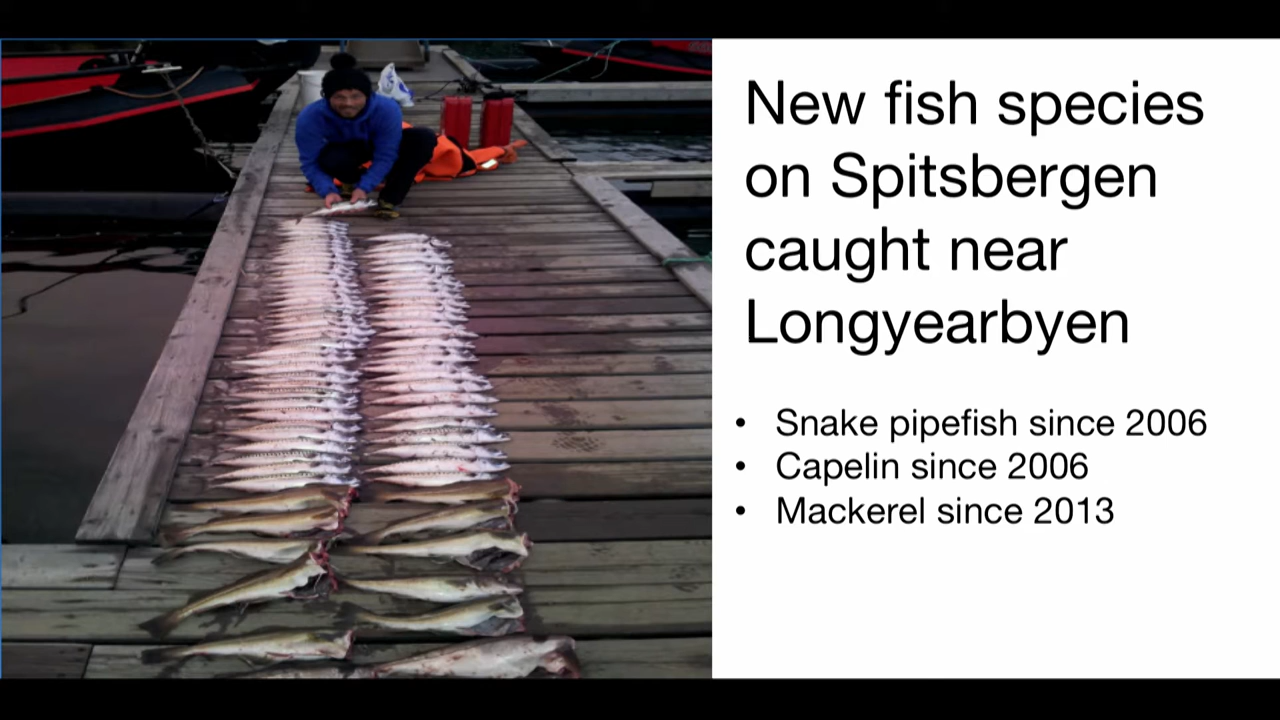 New fish species
on Spitsbergen
caught near
Longyearbyen
• Snake pipefish since 2006
• Capelin since 2006
• Mackerel since 2013